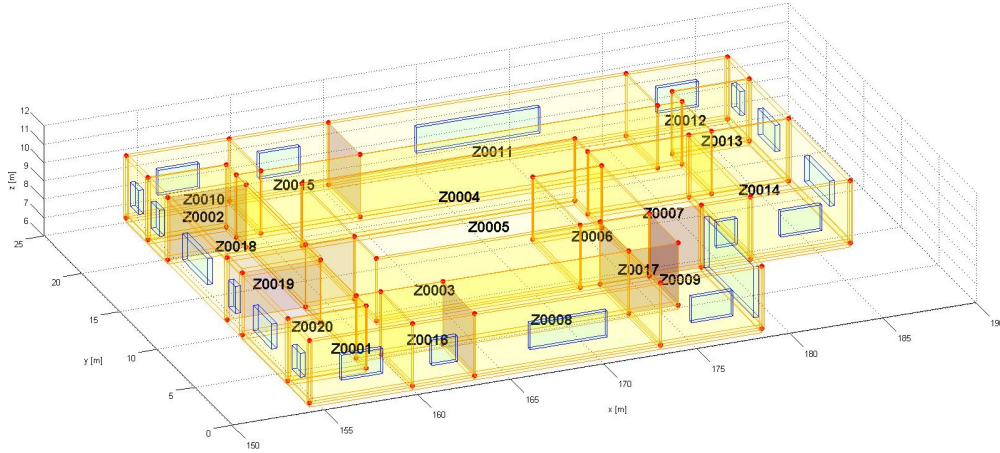 12
11
10
9
8
7
6
z [m]
25
20
15
10
5
0
y [m]
150
155
160
165
170
175
180
185
190
x [m]
Z0012
Z0013
Z0011
Z0015
Z0014
Z0010
Z0004
Z0002
Z0007
Z0005
Z0006
Z0018
Z0017
Z0009
Z0019
Z0003
Z0008
Z0020
Z0016
Z0001